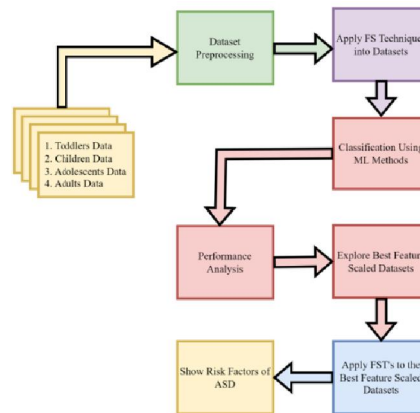 Dataset
Preprocessing
Apply FS Technique
into Datasets
1. Toddlers Data
2. Children Data
3. Adolescents Data
4. Adults Data
Classification Using
ML Methods
Performance
Analysis
Explore Best Feature
Scaled Datasets
Show Risk Factors of
ASD
Apply FST's to the
Best Feature Scaled
Datasets